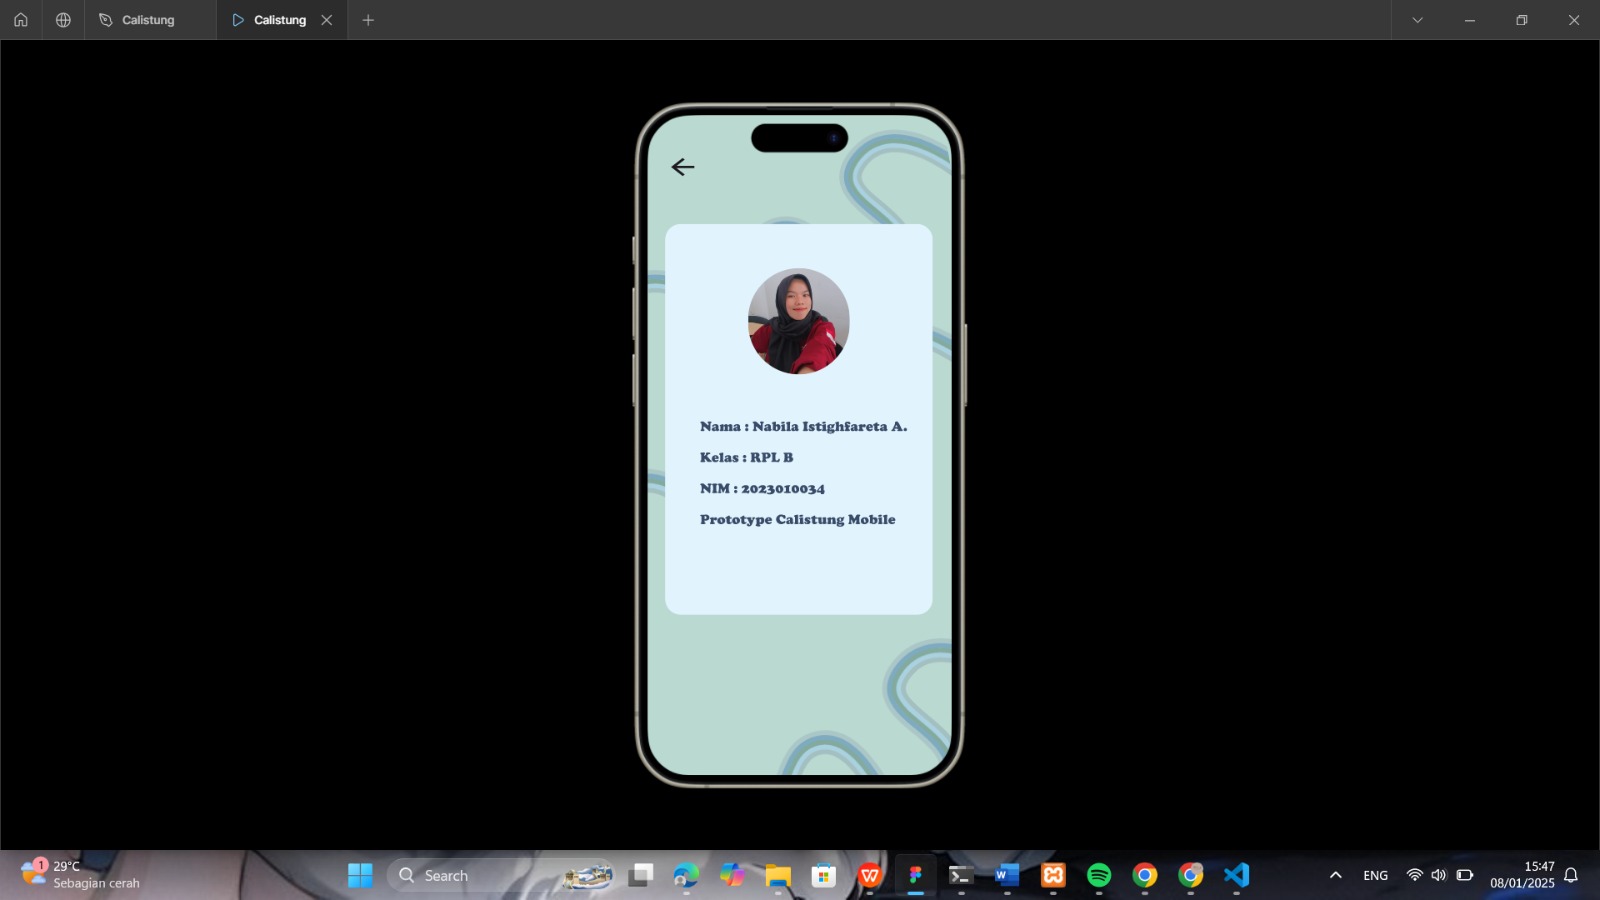 Calistung
Calistung
Nama : Nabila Istighfareta A.
Kelas : RPL B
NIM : 2023010034
Prototype Calistung Mobile
1
29°C
Sebagian cerah
Search
ENG
15:47
08/01/2025